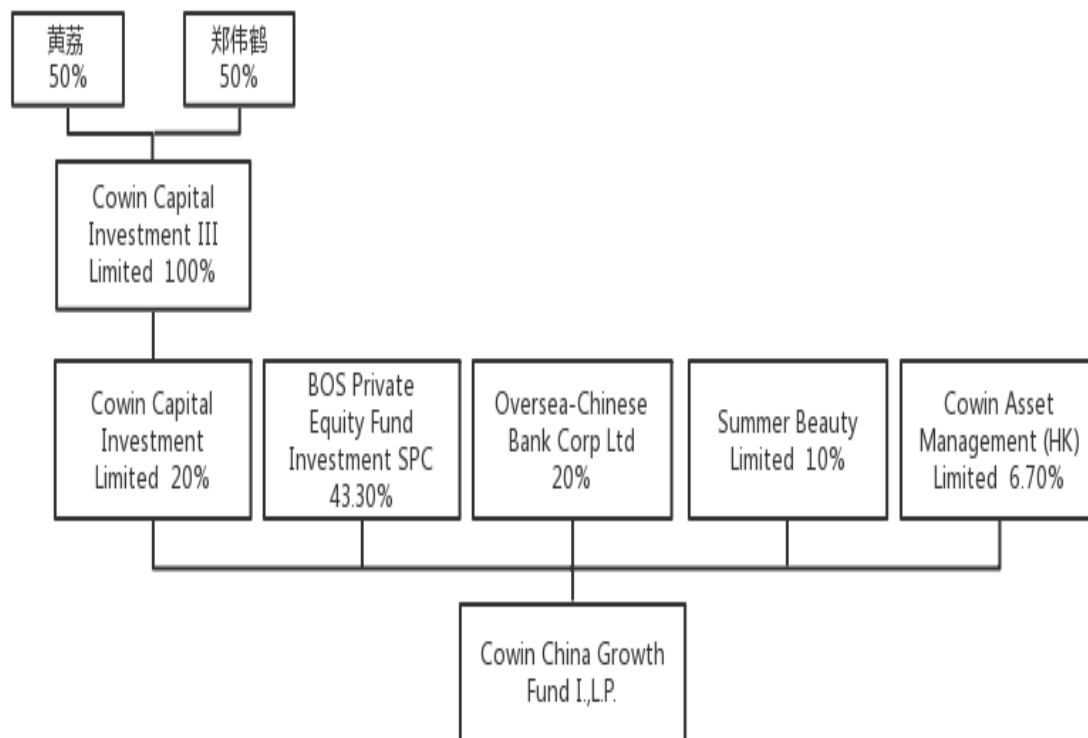 黄荔
50%
郑伟鹤
50%
Cowin Capital
Investment III
Limited 100%
Cowin Capital
Investment
Limited 20%
BOS Private
Equity Fund
Investment SPC
43.30%
Oversea-Chinese
Bank Corp Ltd
20%
Summer Beauty
Limited 10%
Cowin Asset
Management (HK)
Limited 6.70%
Cowin China Growth
Fund I.,L.P.